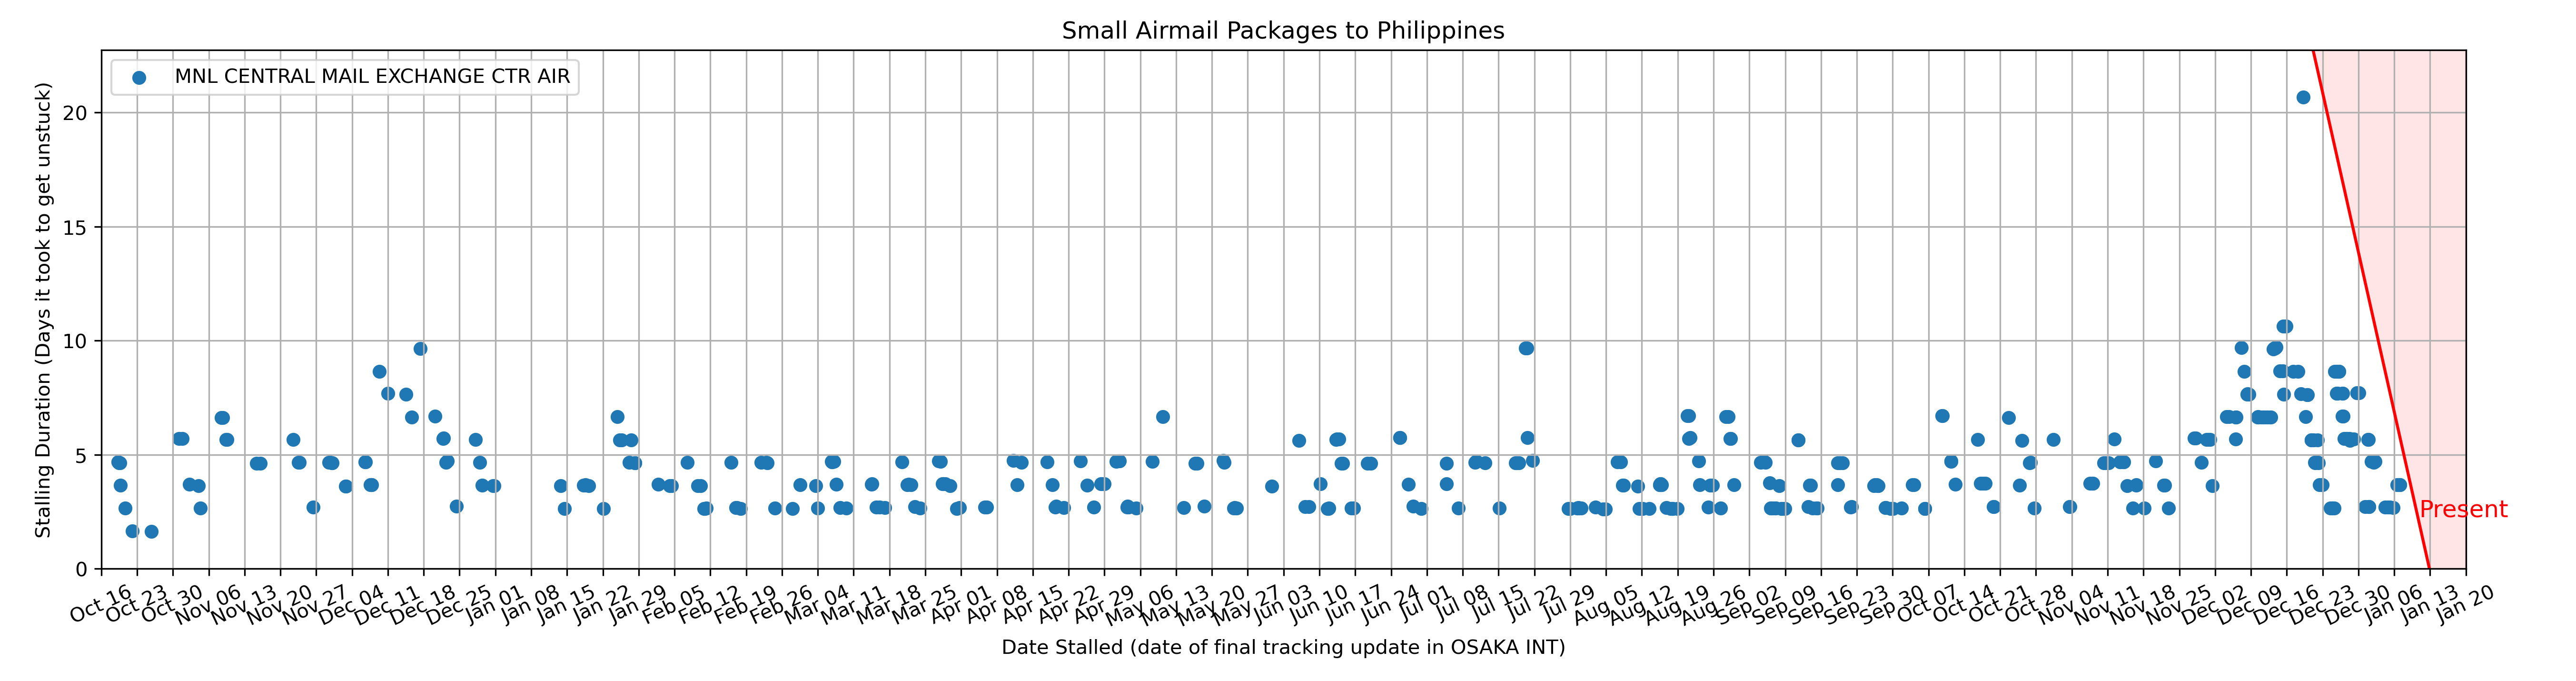 Small Airmail Packages to Philippines
MNL CENTRAL MAIL EXCHANGE CTR AIR
Stalling Duration (Days it took to get unstuck)
20
15
10
5
0
Present
Oct 16 Oct 23 Oct 30 Nov 06 Nov 13 Nov 20 Nov 27 Dec 04 Dec 11 Dec 18 Dec 25 Jan 01 Jan 08 Jan 15 Jan 22 Jan 29 Feb 05 Feb 12 Feb 19 Feb 26 Mar 04 Mar 11 Mar 18 Mar 25 Apr 01 Apr 08 Apr 15 Apr 22 Apr 29 May 06 May 13 May 20 May 27 Jun 03 Jun 10 Jun 17 Jun 24 Jul 01 Jul 08 Jul 15 Jul 22 Jul 29 Aug 05 Aug 12 Aug 19 Aug 26 Sep 02 Sep 09 Sep 16 Sep 23 Sep 30 Oct 07 Oct 14 Oct 21 Oct 28 Nov 04 Nov 11 Nov 18 Nov 25 Dec 02 Dec 09 Dec 16 Dec 23 Dec 30 Jan 06 Jan 13 Jan 20
Date Stalled (date of final tracking update in OSAKA INT)